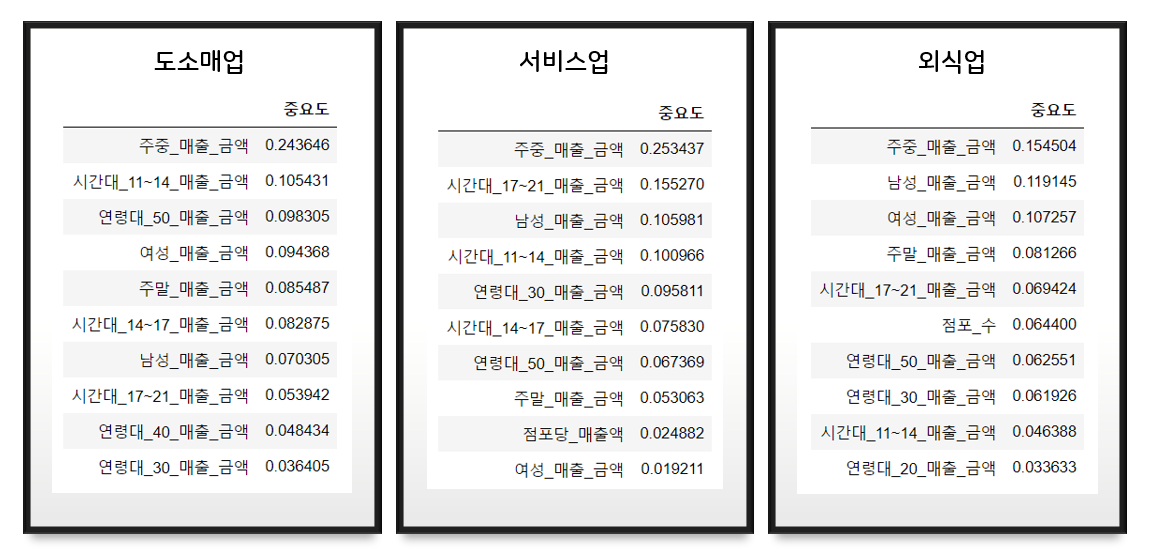 도소매업
중요도
주중_매출_금액 0.243646
시간대_11~14_매출_금액 0.105431
연령대_50_매출_금액 0.098305
여성_매출_금액 0.094368
주말_매출_금액 0.085487
시간대_14~17_매출_금액 0.082875
남성_매출_금액 0.070305
시간대_17~21_매출_금액 0.053942
연령대_40_매출_금액 0.048434
연령대_30_매출_금액 0.036405
서비스업
중요도
주중_매출_금액 0.253437
시간대_17~21_매출_금액 0.155270
남성_매출_금액 0.105981
시간대_11~14_매출_금액 0.100966
연령대_30_매출_금액 0.095811
시간대_14~17_매출_금액 0.075830
연령대_50_매출_금액 0.067369
주말_매출_금액 0.053063
점포당_매출액 0.024882
여성_매출_금액 0.019211
외식업
중요도
주중_매출_금액 0.154504
남성_매출_금액 0.119145
여성_매출_금액 0.107257
주말_매출_금액 0.081266
시간대_17~21_매출_금액 0.069424
점포_수 0.064400
연령대_50_매출_금액 0.062551
연령대_30_매출_금액 0.061926
시간대_11~14_매출_금액 0.046388
연령대_20_매출_금액 0.033633